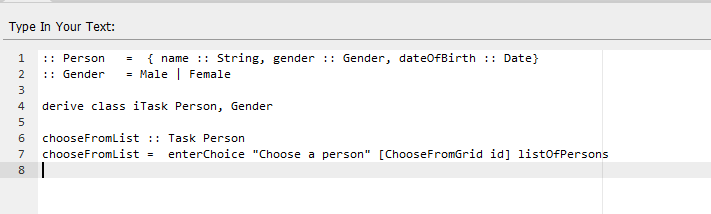 Type In Your Text:
1 :: Person   =  { name :: String, gender :: Gender, dateOfBirth :: Date}
2 :: Gender   = Male | Female
3
4 derive class iTask Person, Gender
5
6 chooseFromList :: Task Person
7 chooseFromList =  enterChoice "Choose a person" [ChooseFromGrid id] listOfPersons
8